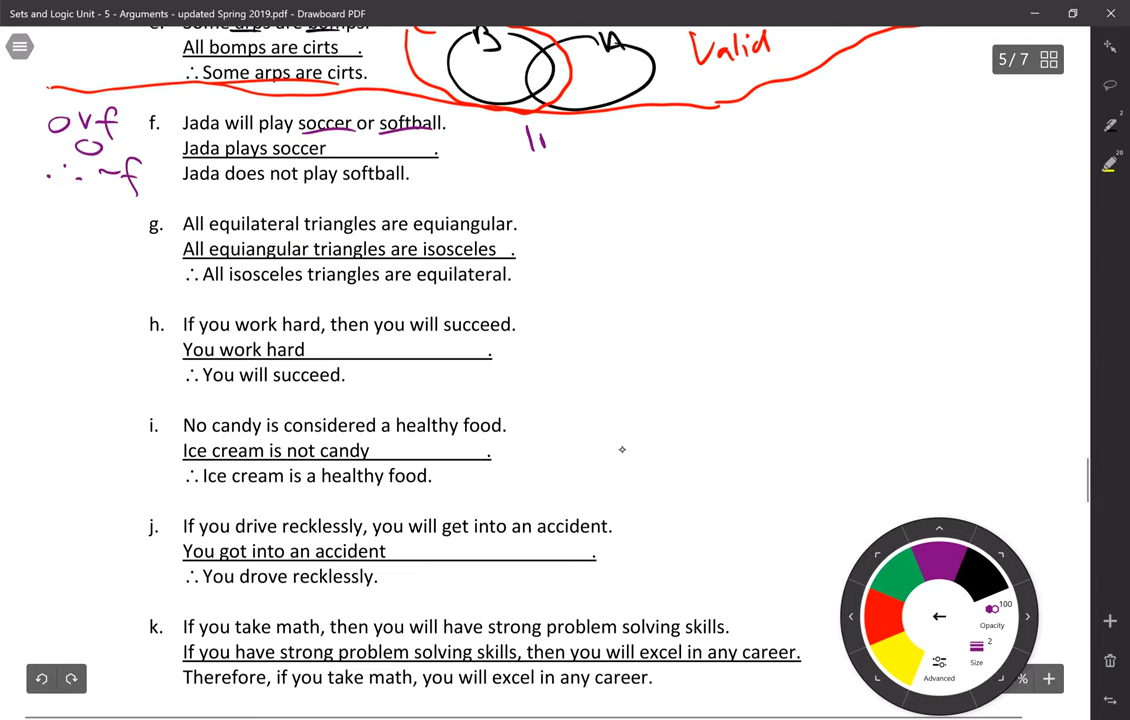 Sets and Logic Unit - 5 - Arguments - updated Spring 2019.pdf - Drawboard PDF
5 / 7
All bomps are cirts .
∴ Some arps are cirts.
B
A
Valid
o v f
o
∴ ~f
f. Jada will play soccer or softball.
Jada plays soccer .
Jada does not play softball.
g. All equilateral triangles are equiangular.
All equiangular triangles are isosceles .
∴ All isosceles triangles are equilateral.
h. If you work hard, then you will succeed.
You work hard .
∴ You will succeed.
i. No candy is considered a healthy food.
Ice cream is not candy .
∴ Ice cream is a healthy food.
j. If you drive recklessly, you will get into an accident.
You got into an accident .
∴ You drove recklessly.
k. If you take math, then you will have strong problem solving skills.
If you have strong problem solving skills, then you will excel in any career.
Therefore, if you take math, you will excel in any career.
2
20
100
Opacity
2
Size
Advanced
%